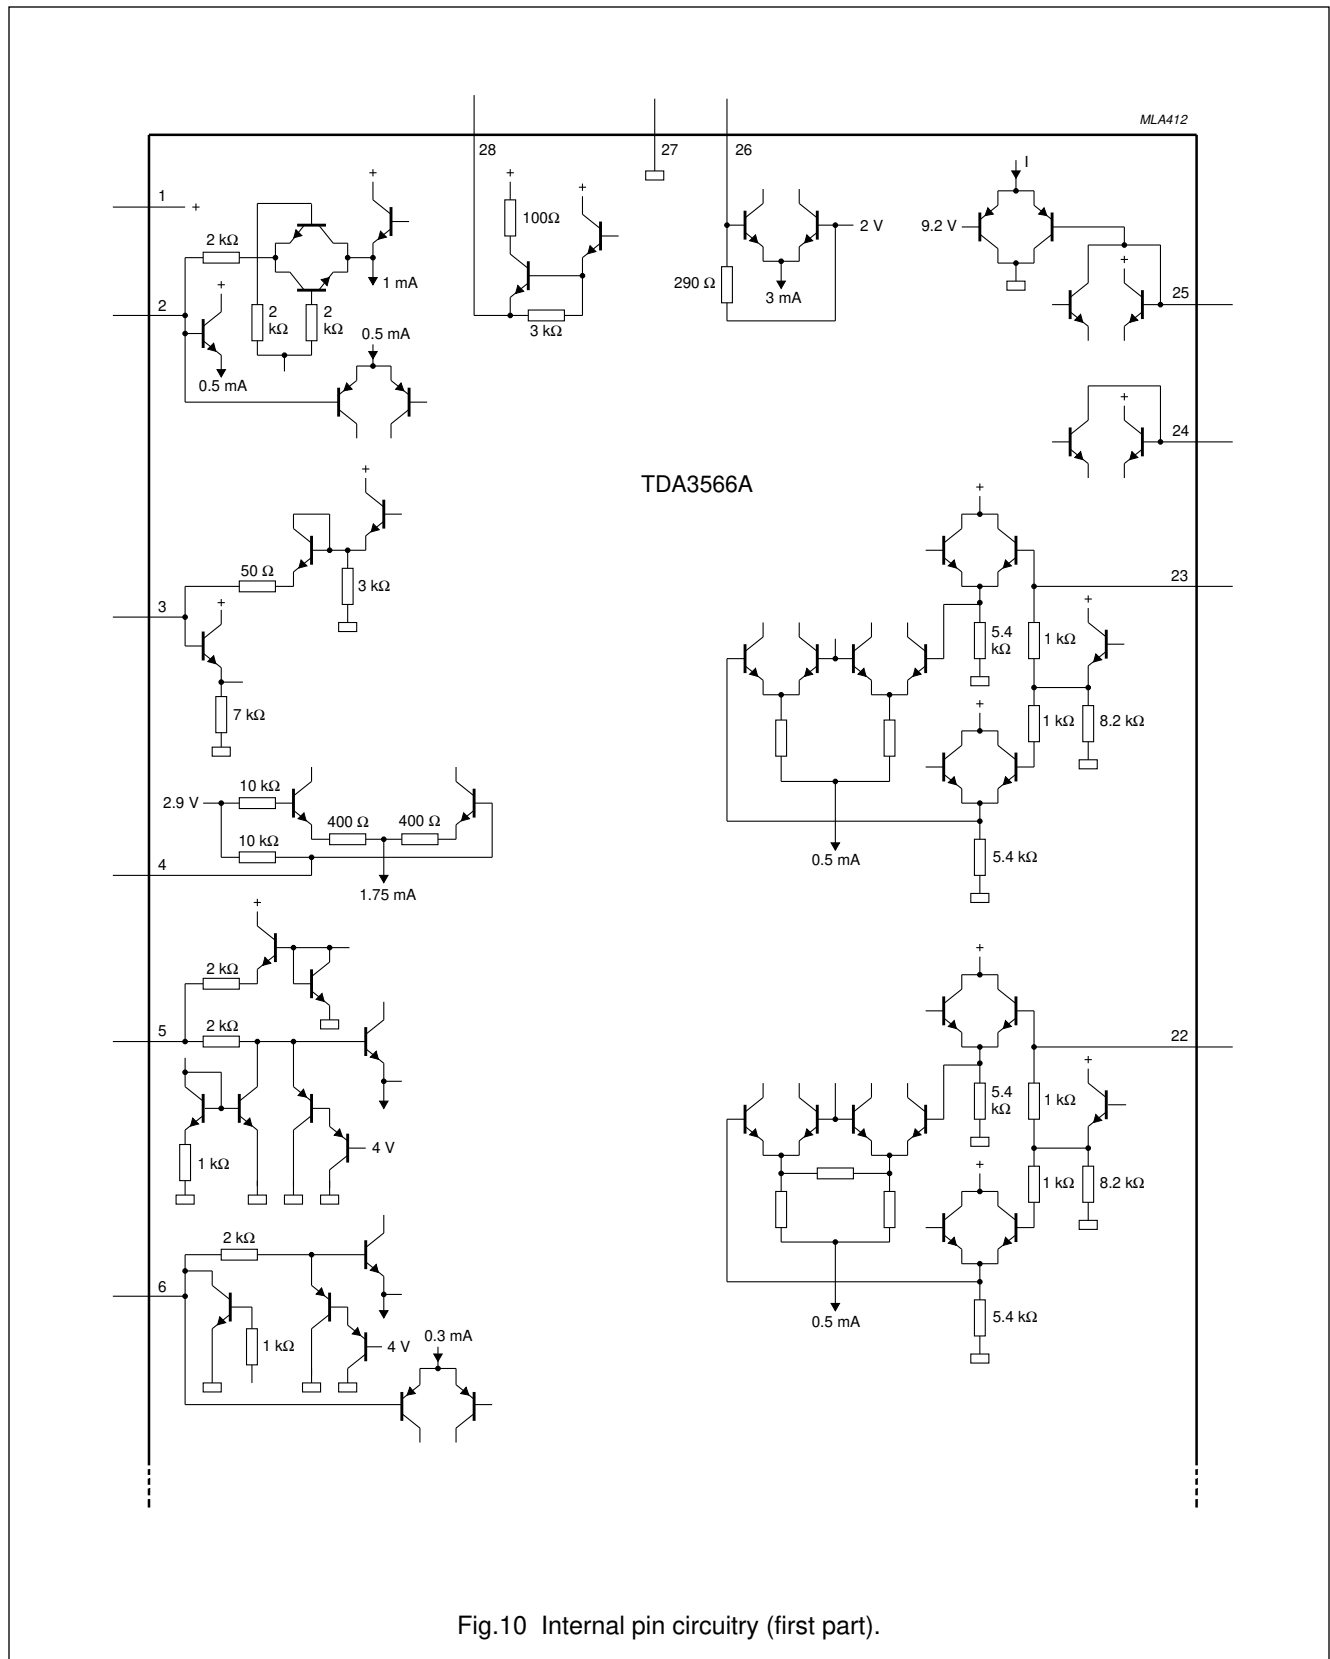 MLA412
28
27
26
1
+
2 kΩ
+
1 mA
2
+
0.5 mA
2
kΩ
2
kΩ
0.5 mA
+
100Ω
+
3 kΩ
290 Ω
3 mA
2 V
I
9.2 V
+
25
+
24
TDA3566A
3
50 Ω
+
3 kΩ
+
7 kΩ
+
23
5.4
kΩ
1 kΩ
+
1 kΩ
8.2 kΩ
+
0.5 mA
5.4 kΩ
2.9 V
10 kΩ
10 kΩ
400 Ω
400 Ω
4
1.75 mA
+
2 kΩ
5
2 kΩ
1 kΩ
4 V
+
22
5.4
kΩ
1 kΩ
+
1 kΩ
8.2 kΩ
+
0.5 mA
5.4 kΩ
2 kΩ
6
1 kΩ
4 V
0.3 mA
Fig.10 Internal pin circuitry (first part).